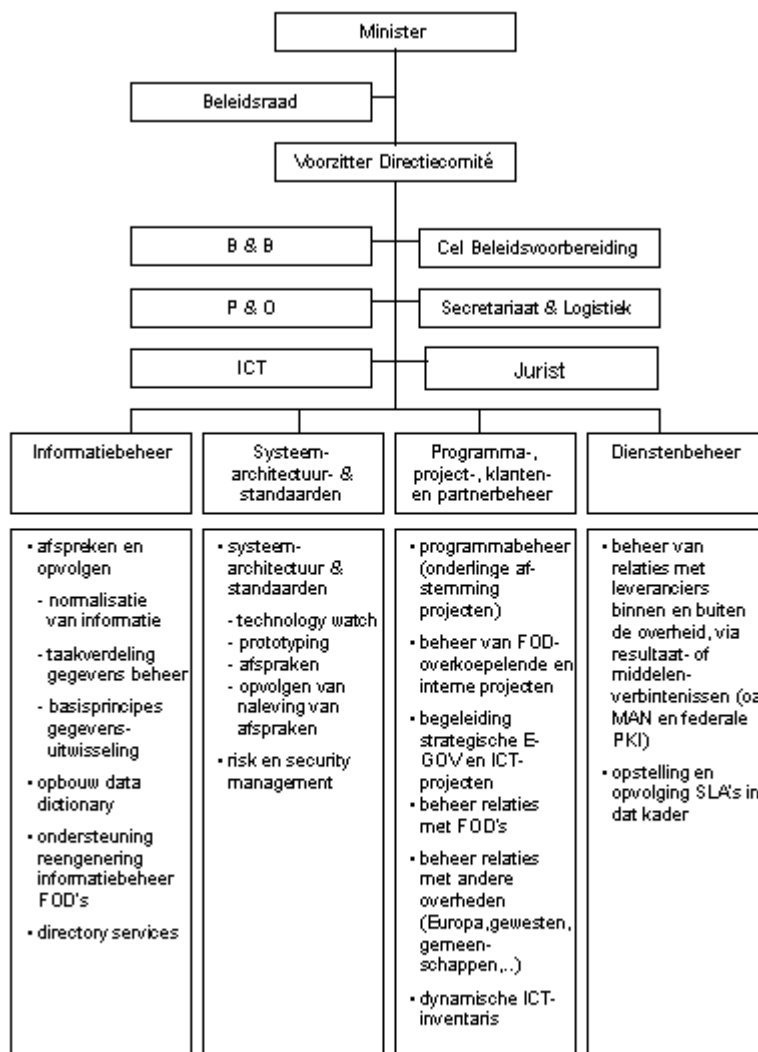 Minister
Beleidsraad
Voorzitter Directiecomité
B & B
Cel Beleidsvoorbereiding
P & O
Secretariaat & Logistiek
ICT
Jurist
Informatiebeheer
Systeem-
architectuur- &
standaarden
Programma-,
project-, klanten-
en partnerbeheer
Dienstenbeheer
• afspreken en
opvolgen
- normalisatie
van informatie
- taakverdeling
gegevens beheer
- basisprincipes
gegevens-
uitwisseling
• opbouw data
dictionary
• ondersteuning
reengenering
informatiebeheer
FOD's
• directory services
• systeem-
architectuur &
standaarden
- technology watch
- prototyping
- afspraken
- opvolgen van
naleving van
afspraken
• risk en security
management
• programmabeheer
(onderlinge af-
stemming
projecten)
• beheer van FOD-
overkoepelende en
interne projecten
• begeleiding
strategische E-
GOV en ICT-
projecten
• beheer relaties
met FOD's
• beheer relaties
met andere
overheden
(Europa,gewesten,
gemeen-
schappen,..)
• dynamische ICT-
inventaris
• beheer van
relaties met
leveranciers
binnen en buiten
de overheid, via
resultaat- of
middelen-
verbintenissen (oa
MAN en federale
PKI)
• opstelling en
opvolging SLA's in
dat kader